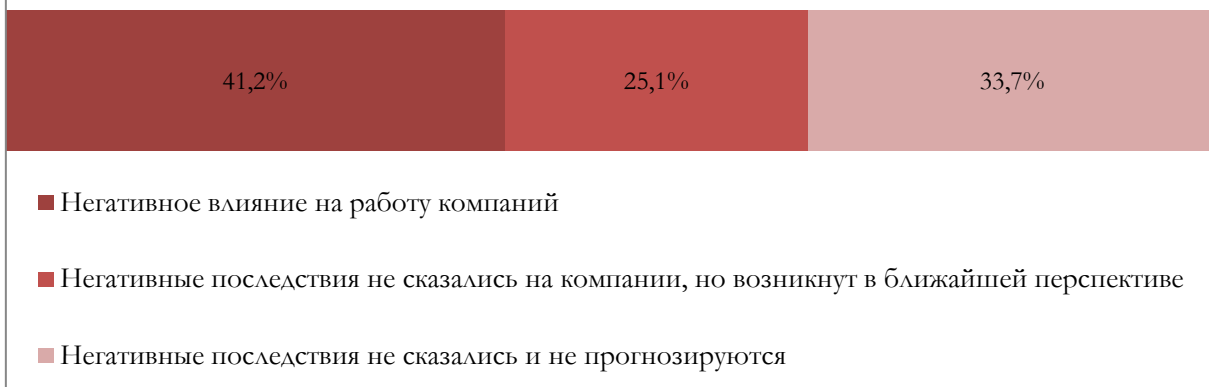 41,2% 25,1% 33,7%
Негативное влияние на работу компаний
Негативные последствия не сказались на компании, но возникнут в ближайшей перспективе
Негативные последствия не сказались и не прогнозируются